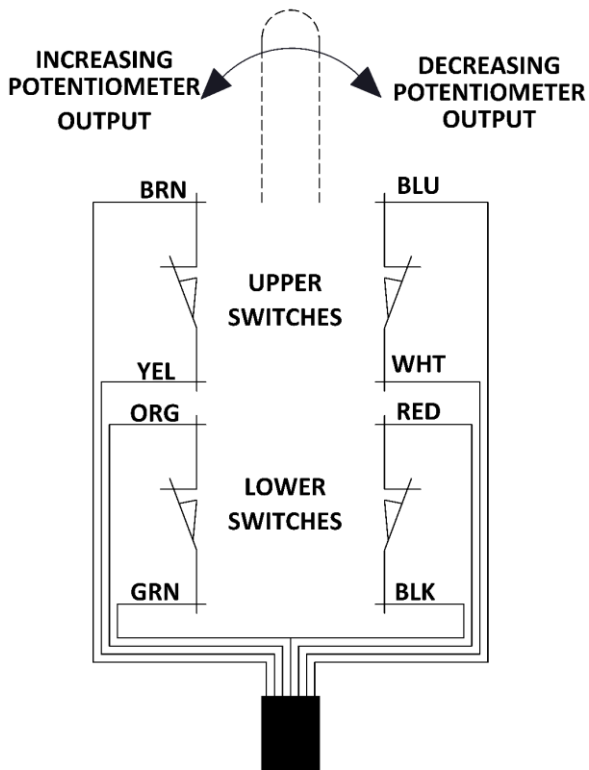 INCREASING
POTENTIOMETER
OUTPUT
DECREASING
POTENTIOMETER
OUTPUT
BRN
BLU
UPPER
SWITCHES
YEL
WHT
ORG
RED
LOWER
SWITCHES
GRN
BLK